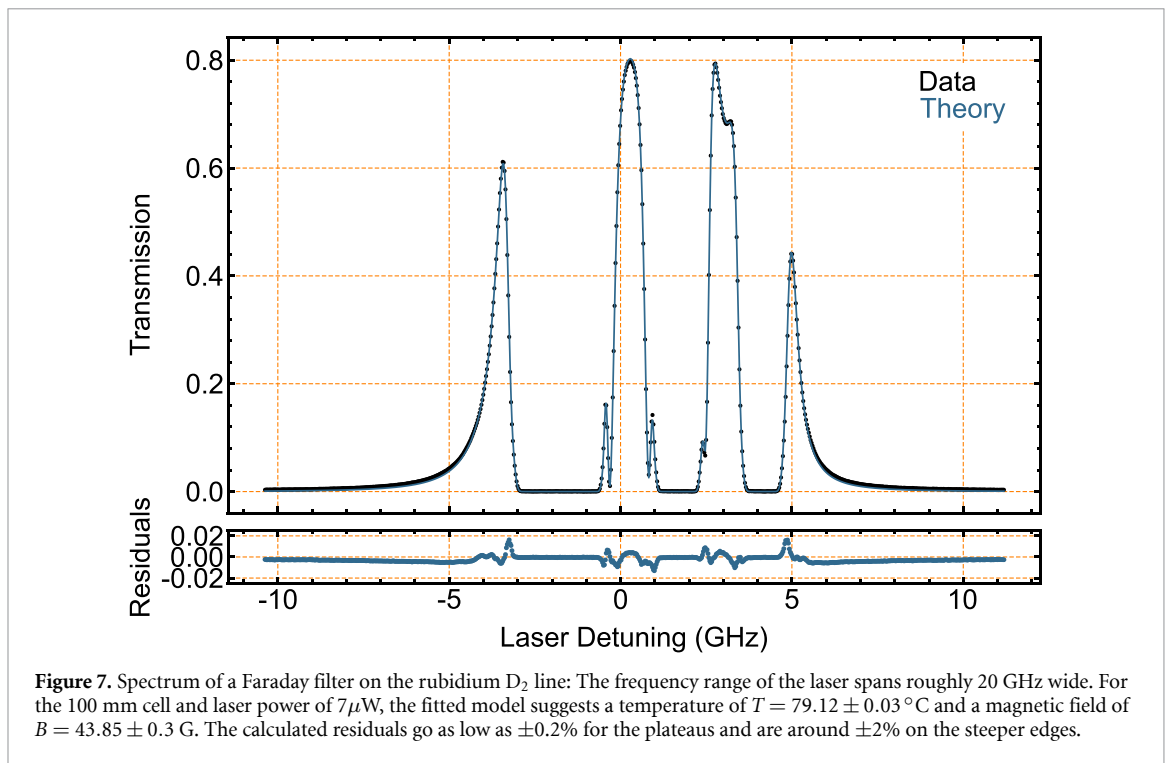 Transmission
0.8
0.6
0.4
0.2
0.0
Data
Theory
Residuals
0.02
0.00
-0.02
-10
-5
0
5
10
Laser Detuning (GHz)
Figure 7. Spectrum of a Faraday filter on the rubidium D₂ line: The frequency range of the laser spans roughly 20 GHz wide. For
the 100 mm cell and laser power of 7μW, the fitted model suggests a temperature of T = 79.12 ± 0.03 °C and a magnetic field of
B = 43.85 ± 0.3 G. The calculated residuals go as low as ±0.2% for the plateaus and are around ±2% on the steeper edges.